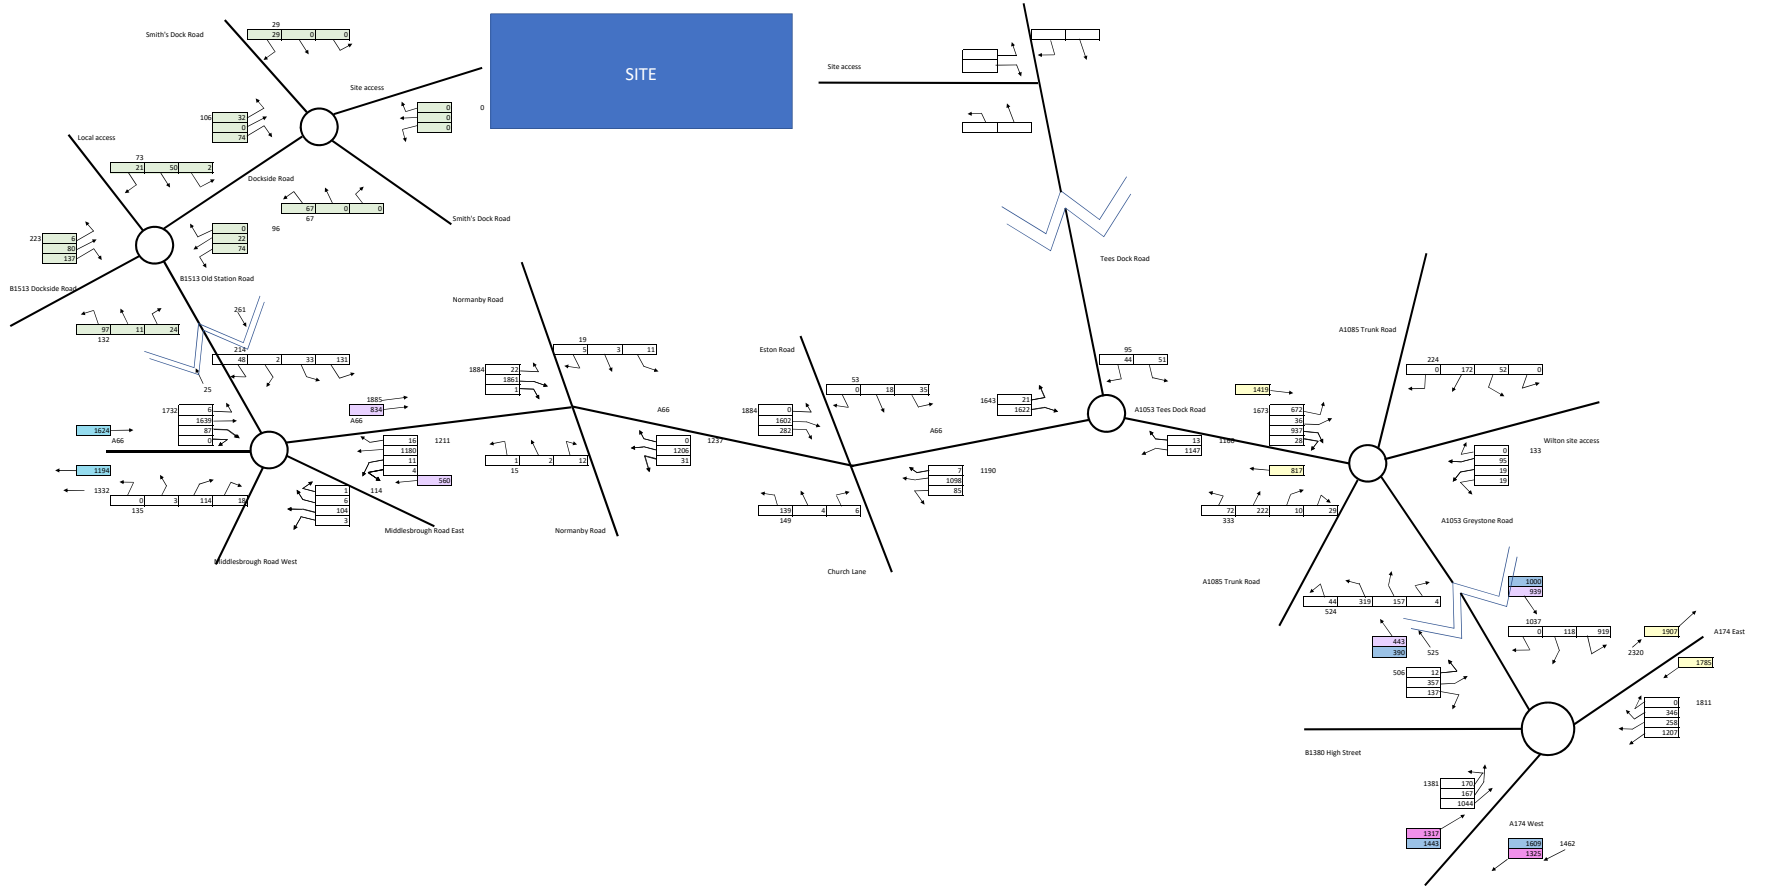 29
Smith's Dock Road
29 0 0
SITE
Site access
Site access
106 32
0
74
0
0
0
0
Local access
73
21 50 2
Dockside Road
67 0 0
67
Smith's Dock Road
223 6
80
137
0
22
74
96
B1513 Old Station Road
B1513 Dockside Road
97 11 24
132
261
214
48 2 33 131
25
1732 6
1639
87
0
1624
A66
1194
1332
0 3 114 18
135
Middlesbrough Road West
1
6
104
3
114
Middlesbrough Road East
1885
834
A66
16
1180
11
4
1211
560
Normanby Road
19
5 3 11
1884 22
1861
1
1 2 12
15
Normanby Road
A66
0
1206
31
1237
Eston Road
53
0 18 35
1884 0
1602
282
139 4 6
149
Church Lane
A66
7
1098
85
1190
Tees Dock Road
95
44 51
1643 21
1622
A1053 Tees Dock Road
13
1147
1160
A1085 Trunk Road
224
0 172 52 0
1419
1673 672
36
937
28
817
Wilton site access
0
95
19
19
133
72 222 10 29
333
A1053 Greystone Road
A1085 Trunk Road
44 319 157 4
524
1000
939
443
390
525
1037
0 118 919
1907
2320
A174 East
1785
506 12
357
137
0
346
258
1207
1811
B1380 High Street
1381 170
167
1044
1317
1443
A174 West
1609
1325
1462